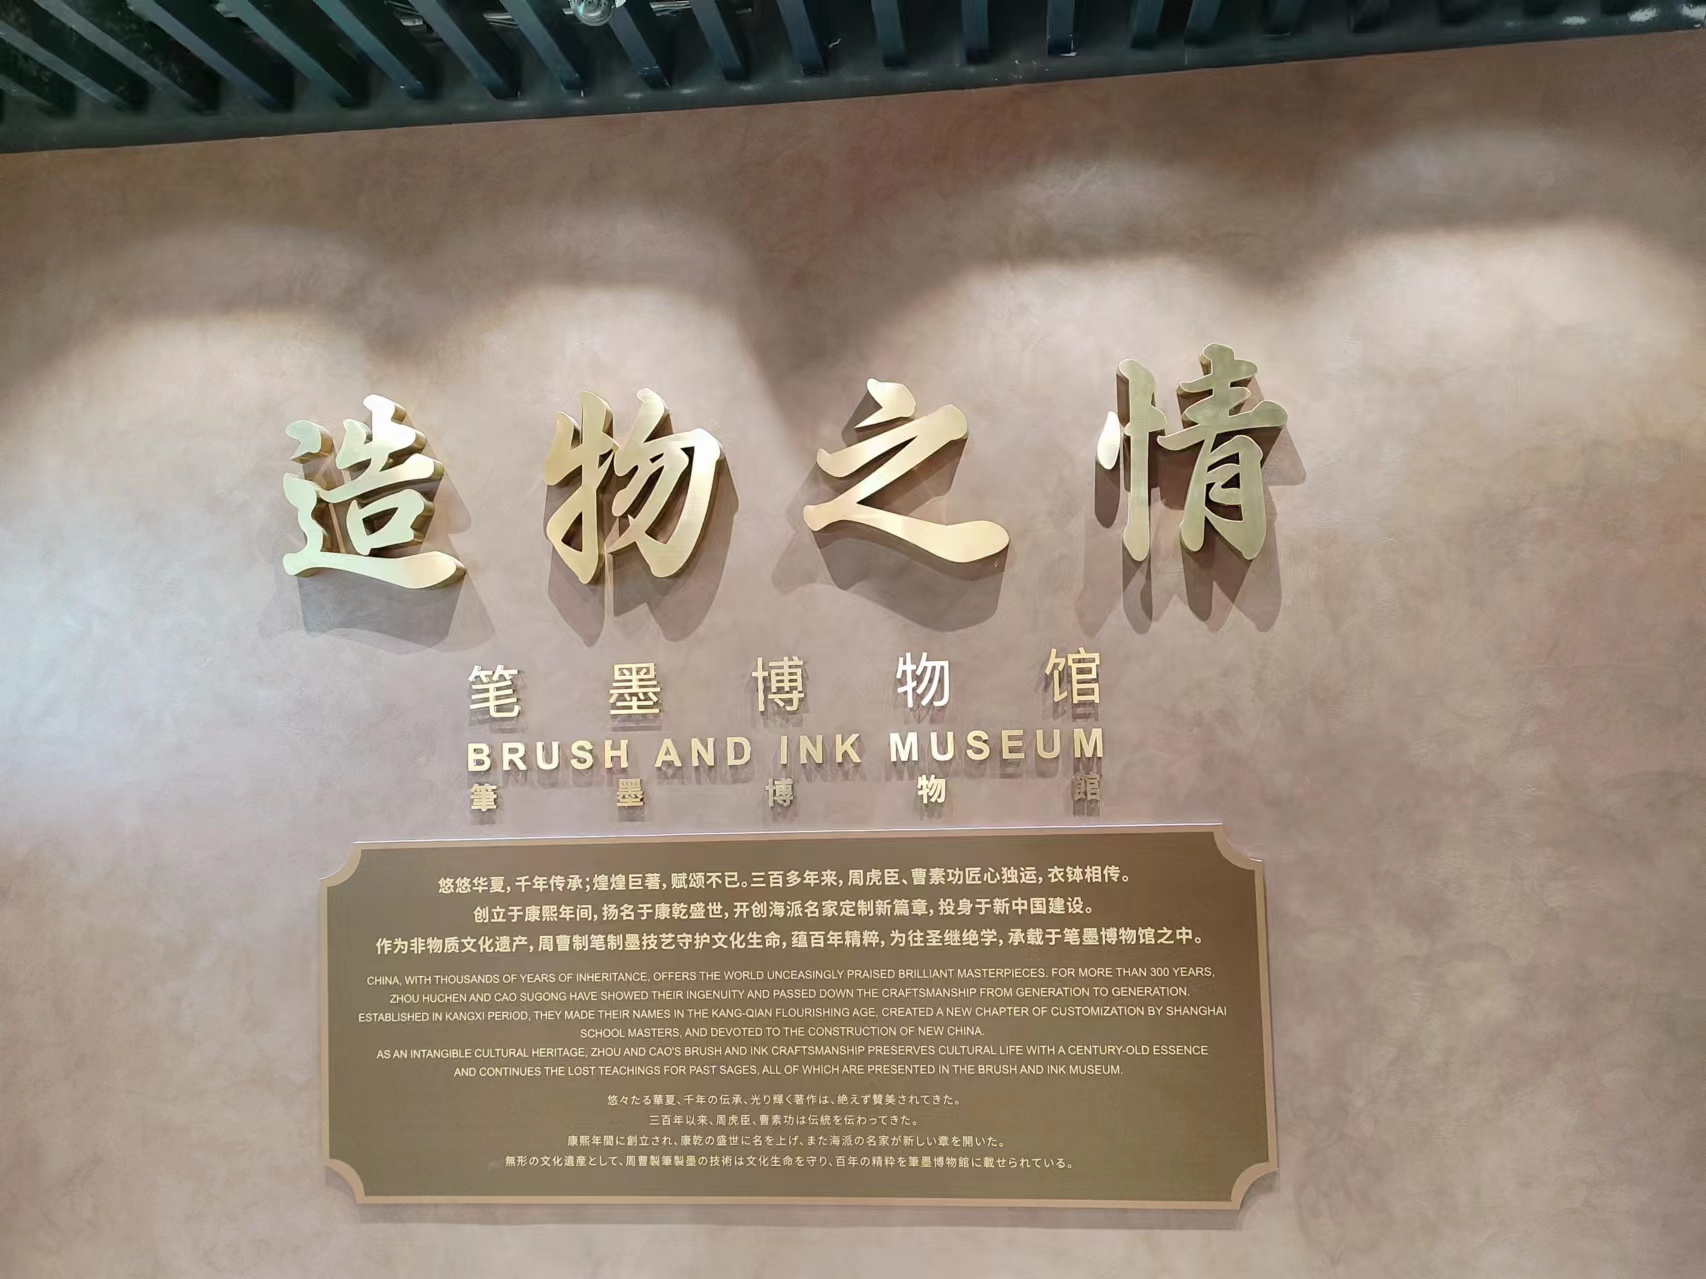 造物之情
笔墨博物馆
BRUSH AND INK MUSEUM
筆墨博物館
悠悠华夏,千年传承;煌煌巨著,赋颂不已。三百多年来,周虎臣、曹素功匠心独运,衣钵相传。
创立于康熙年间,扬名于康乾盛世,开创海派名家定制新篇章,投身于新中国建设。
作为非物质文化遗产,周曹制笔制墨技艺守护文化生命,蕴百年精粹,为往圣继绝学,承载于笔墨博物馆之中。
CHINA, WITH THOUSANDS OF YEARS OF INHERITANCE, OFFERS THE WORLD UNCEASINGLY PRAISED BRILLIANT MASTERPIECES. FOR MORE THAN 300 YEARS,
ZHOU HUCHEN AND CAO SUGONG HAVE SHOWED THEIR INGENUITY AND PASSED DOWN THE CRAFTSMANSHIP FROM GENERATION TO GENERATION.
ESTABLISHED IN KANGXI PERIOD, THEY MADE THEIR NAMES IN THE KANG-QIAN FLOURISHING AGE, CREATED A NEW CHAPTER OF CUSTOMIZATION BY SHANGHAI
SCHOOL MASTERS, AND DEVOTED TO THE CONSTRUCTION OF NEW CHINA.
AS AN INTANGIBLE CULTURAL HERITAGE, ZHOU AND CAO'S BRUSH AND INK CRAFTSMANSHIP PRESERVES CULTURAL LIFE WITH A CENTURY-OLD ESSENCE
AND CONTINUES THE LOST TEACHINGS FOR PAST SAGES, ALL OF WHICH ARE PRESENTED IN THE BRUSH AND INK MUSEUM.
悠々たる華夏、千年の伝承、光り輝く著作は、絶えず賛美されてきた。
三百年以来、周虎臣、曹素功は伝統を伝わってきた。
康熙年間に創立され、康乾の盛世に名を上げ、また海派の名家が新しい章を開いた。
無形の文化遺産として、周曹製筆製墨の技術は文化生命を守り、百年の精粋を筆墨博物館に載せられている。